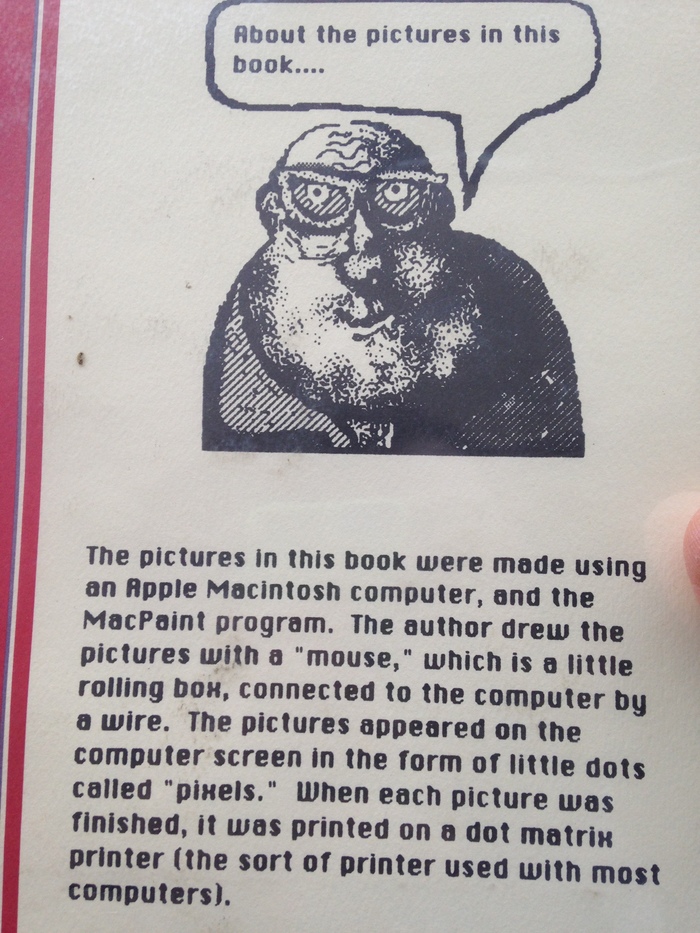 About the pictures in this
book....
The pictures in this book were made using
an Apple Macintosh computer, and the
MacPaint program.  The author drew the
pictures with a "mouse," which is a little
rolling box, connected to the computer by
a wire.  The pictures appeared on the
computer screen in the form of little dots
called "pixels."  When each picture was
finished, it was printed on a dot matrix
printer (the sort of printer used with most
computers).